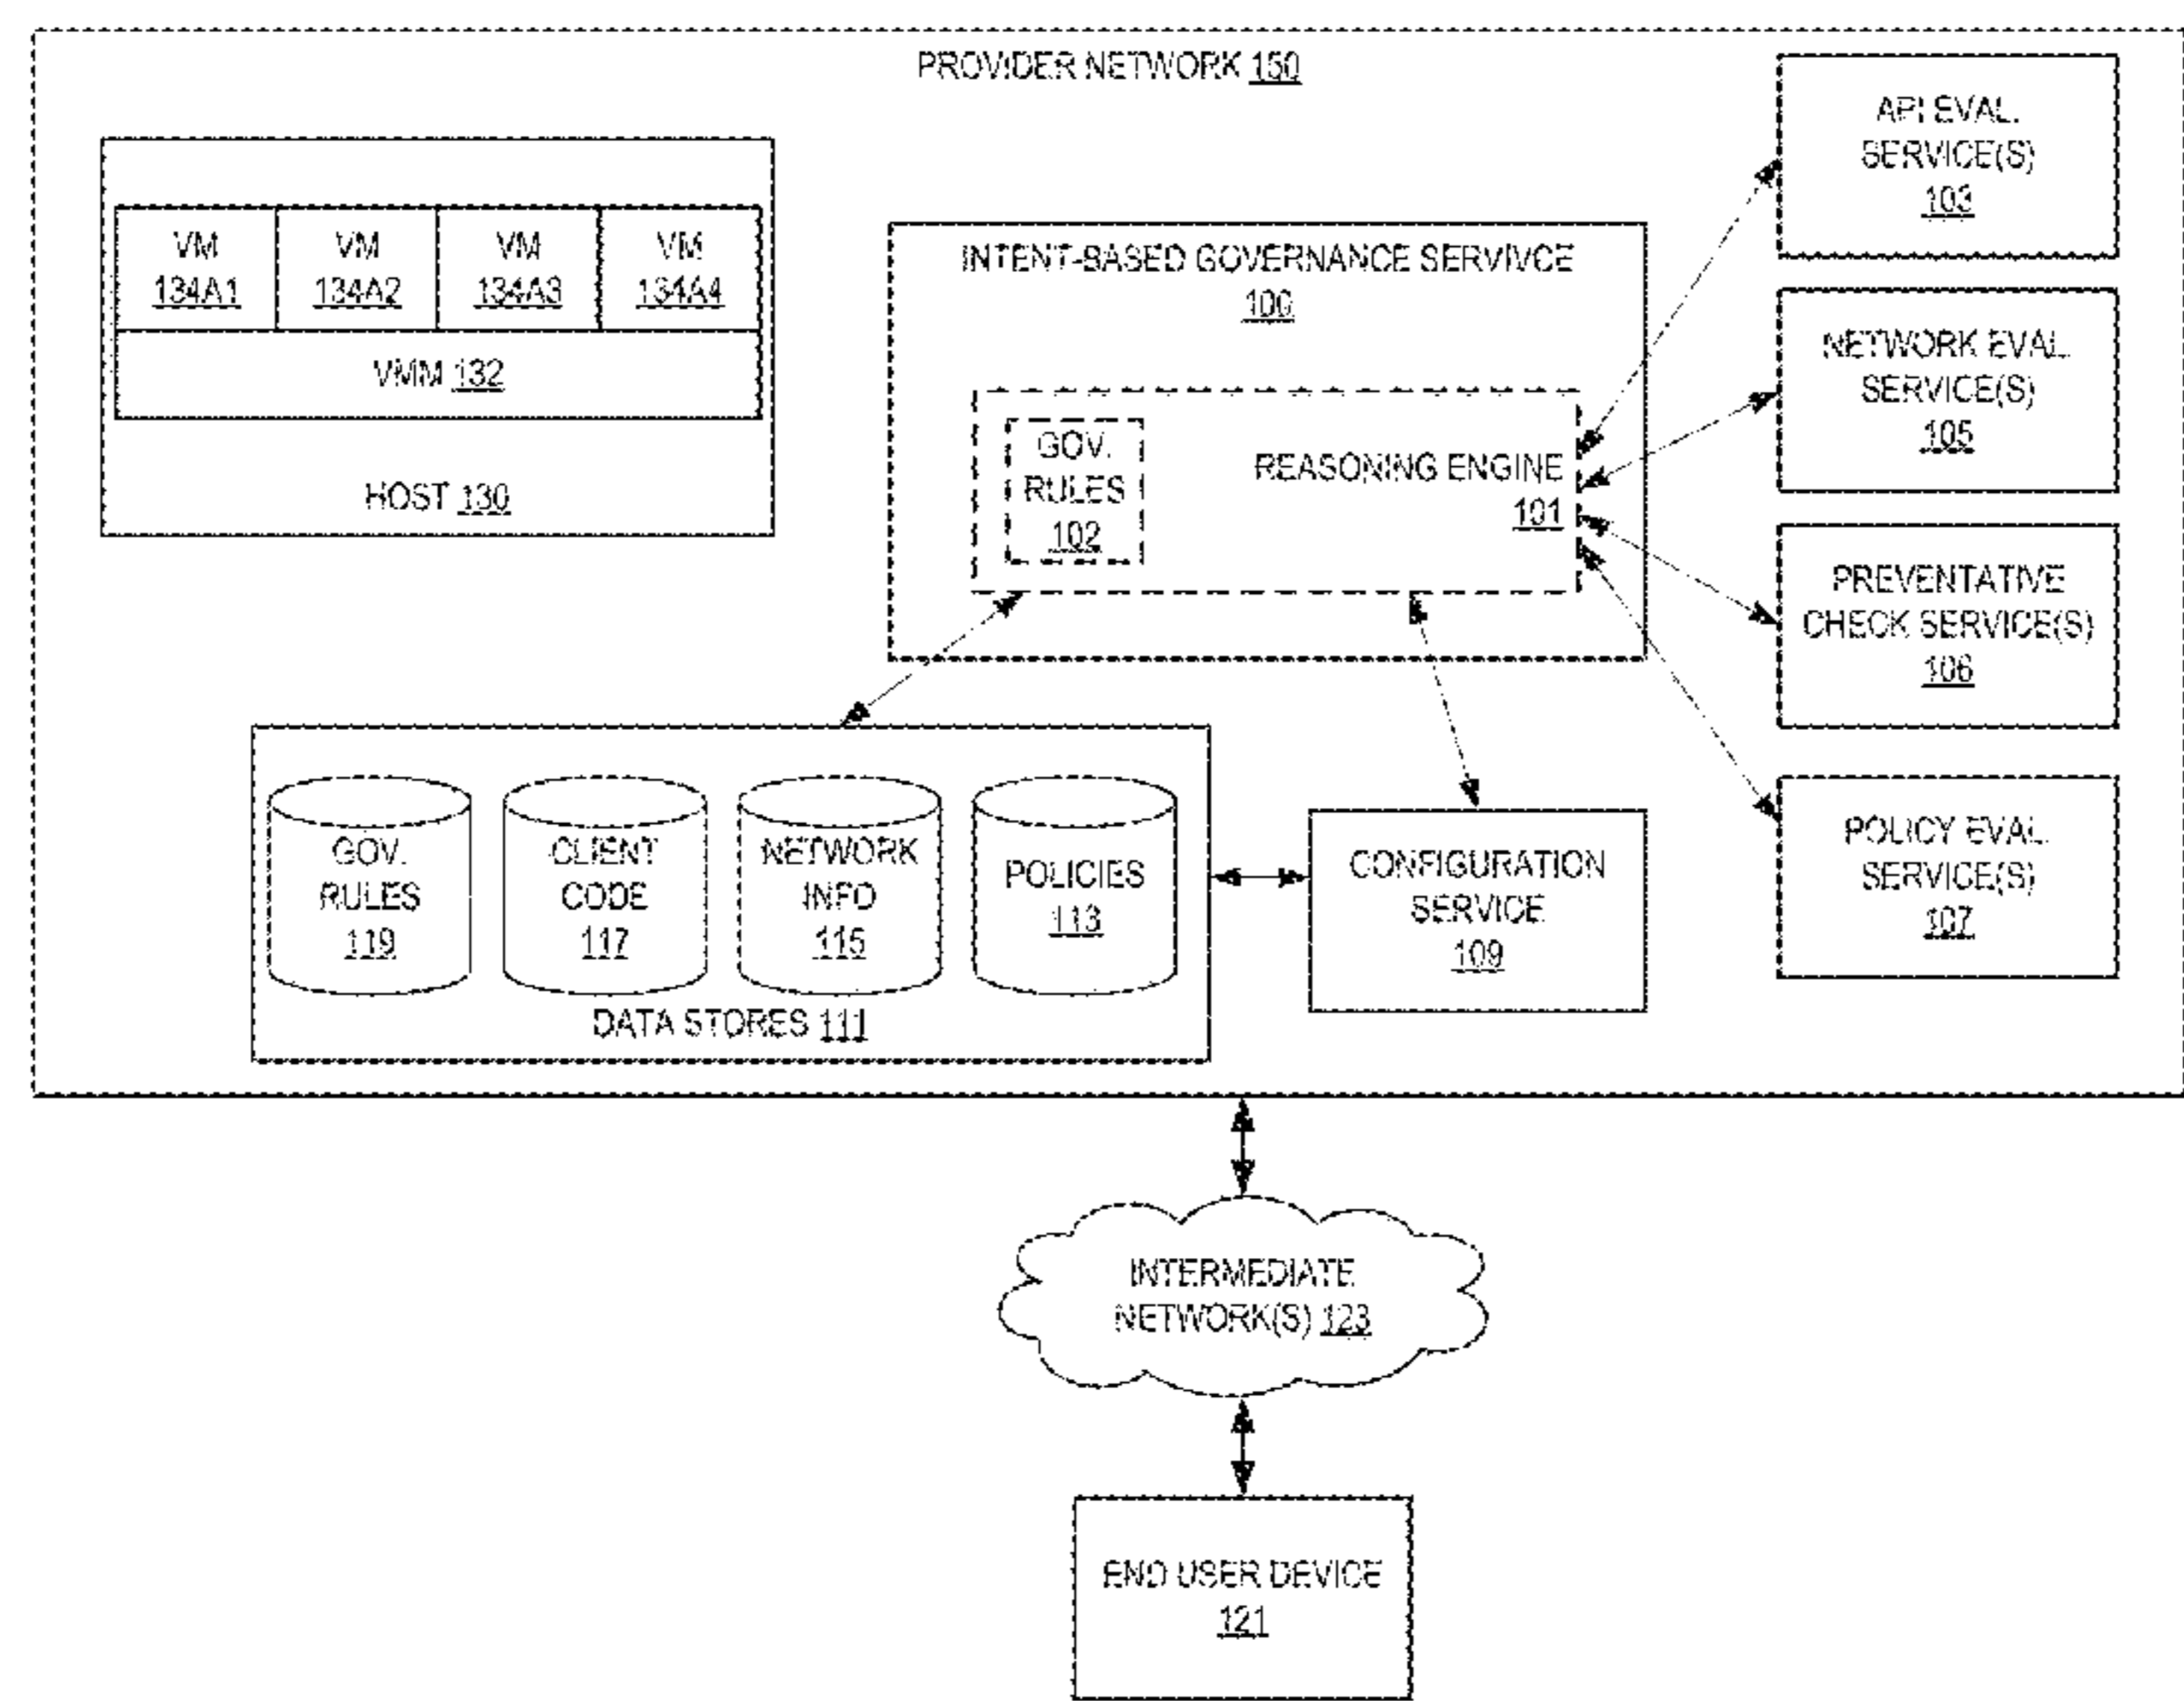 PROVIDER NETWORK 150
VM
134A1
VM
134A2
VM
134A3
VM
134A4
VMM 132
HOST 130
INTENT-BASED GOVERNANCE SERVIVCE
100
GOV.
RULES
102
REASONING ENGINE
101
API EVAL.
SERVICE(S)
103
NETWORK EVAL.
SERVICE(S)
105
PREVENTATIVE
CHECK SERVICE(S)
106
POLICY EVAL.
SERVICE(S)
107
GOV.
RULES
119
CLIENT
CODE
117
NETWORK
INFO
115
POLICIES
113
DATA STORES 111
CONFIGURATION
SERVICE
109
INTERMEDIATE
NETWORK(S) 123
END USER DEVICE
121